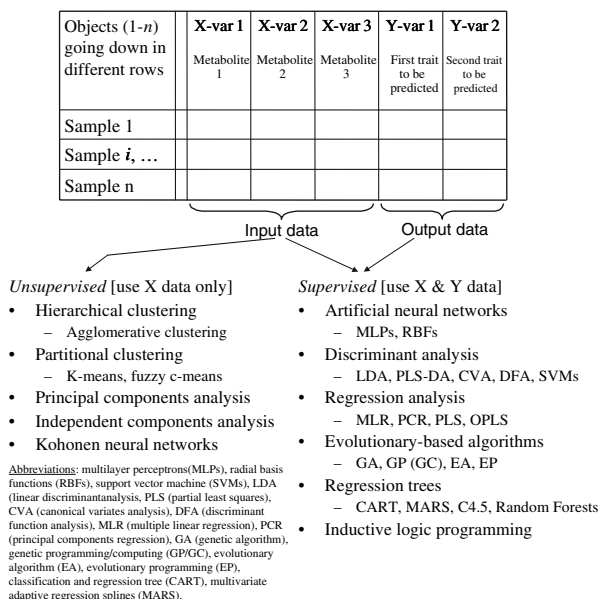 Objects (1-n) going down in different rows
X-var 1
X-var 2
X-var 3
Y-var 1
Y-var 2
Metabolite 1
Metabolite 2
Metabolite 3
First trait to be predicted
Second trait to be predicted
Sample 1
Sample i, …
Sample n
Input data
Output data
Unsupervised [use X data only]
• Hierarchical clustering
– Agglomerative clustering
• Partitional clustering
– K-means, fuzzy c-means
• Principal components analysis
• Independent components analysis
• Kohonen neural networks
Abbreviations: multilayer perceptrons(MLPs), radial basis
functions (RBFs), support vector machine (SVMs), LDA
(linear discriminantanalysis, PLS (partial least squares),
CVA (canonical variates analysis), DFA (discriminant
function analysis), MLR (multiple linear regression), PCR
(principal components regression), GA (genetic algorithm),
genetic programming/computing (GP/GC), evolutionary
algorithm (EA), evolutionary programming (EP),
classification and regression tree (CART), multivariate
adaptive regression splines (MARS).
Supervised [use X & Y data]
• Artificial neural networks
– MLPs, RBFs
• Discriminant analysis
– LDA, PLS-DA, CVA, DFA, SVMs
• Regression analysis
– MLR, PCR, PLS, OPLS
• Evolutionary-based algorithms
– GA, GP (GC), EA, EP
• Regression trees
– CART, MARS, C4.5, Random Forests
• Inductive logic programming